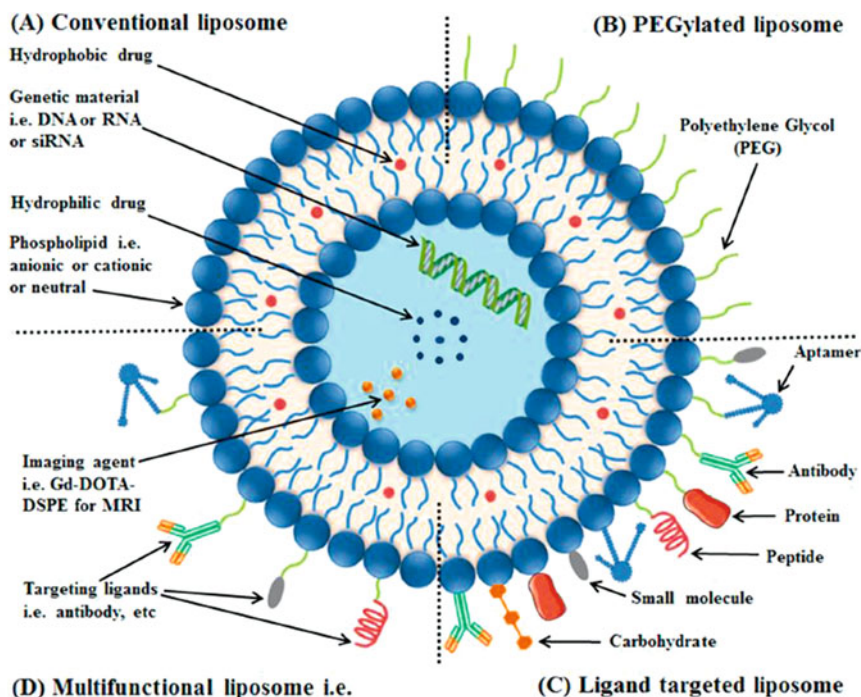 (A) Conventional liposome
(B) PEGylated liposome
Hydrophobic drug
Genetic material
i.e. DNA or RNA
or siRNA
Polyethylene Glycol
(PEG)
Hydrophilic drug
Phospholipid i.e.
anionic or cationic
or neutral
Aptamer
Imaging agent
i.e. Gd-DOTA-
DSPE for MRI
Antibody
Protein
Peptide
Targeting ligands
i.e. antibody, etc
Small molecule
Carbohydrate
(D) Multifunctional liposome i.e.
(C) Ligand targeted liposome